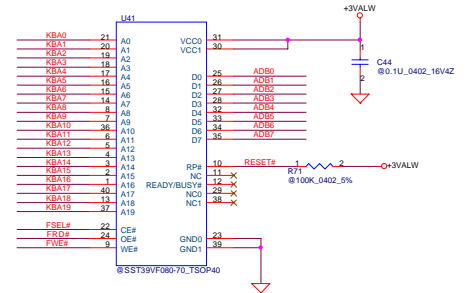 +3VALW
U41
KBA0 21 A0 VCC0 31
KBA1 20 A1 VCC1 30
KBA2 19 A2
KBA3 18 A3
KBA4 17 A4 D0 25 ADB0
KBA5 16 A5 D1 26 ADB1
KBA6 15 A6 D2 27 ADB2
KBA7 14 A7 D3 28 ADB3
KBA8 8 A8 D4 32 ADB4
KBA9 7 A9 D5 33 ADB5
KBA10 36 A10 D6 34 ADB6
KBA11 6 A11 D7 35 ADB7
KBA12 5 A12
KBA13 4 A13
KBA14 3 A14 RP# 10 RESET# 1 2 +3VALW
KBA15 2 A15 NC 11
KBA16 1 A16 READY/BUSY# 12
KBA17 40 A17 NC0 29
KBA18 13 A18 NC1 38
KBA19 37 A19
FSEL# 22 CE#
FRD# 24 OE# GND0 23
FWE# 9 WE# GND1 39
@SST39VF080-70_TSOP40
1
C44
@0.1U_0402_16V4Z
2
R71
@100K_0402_5%